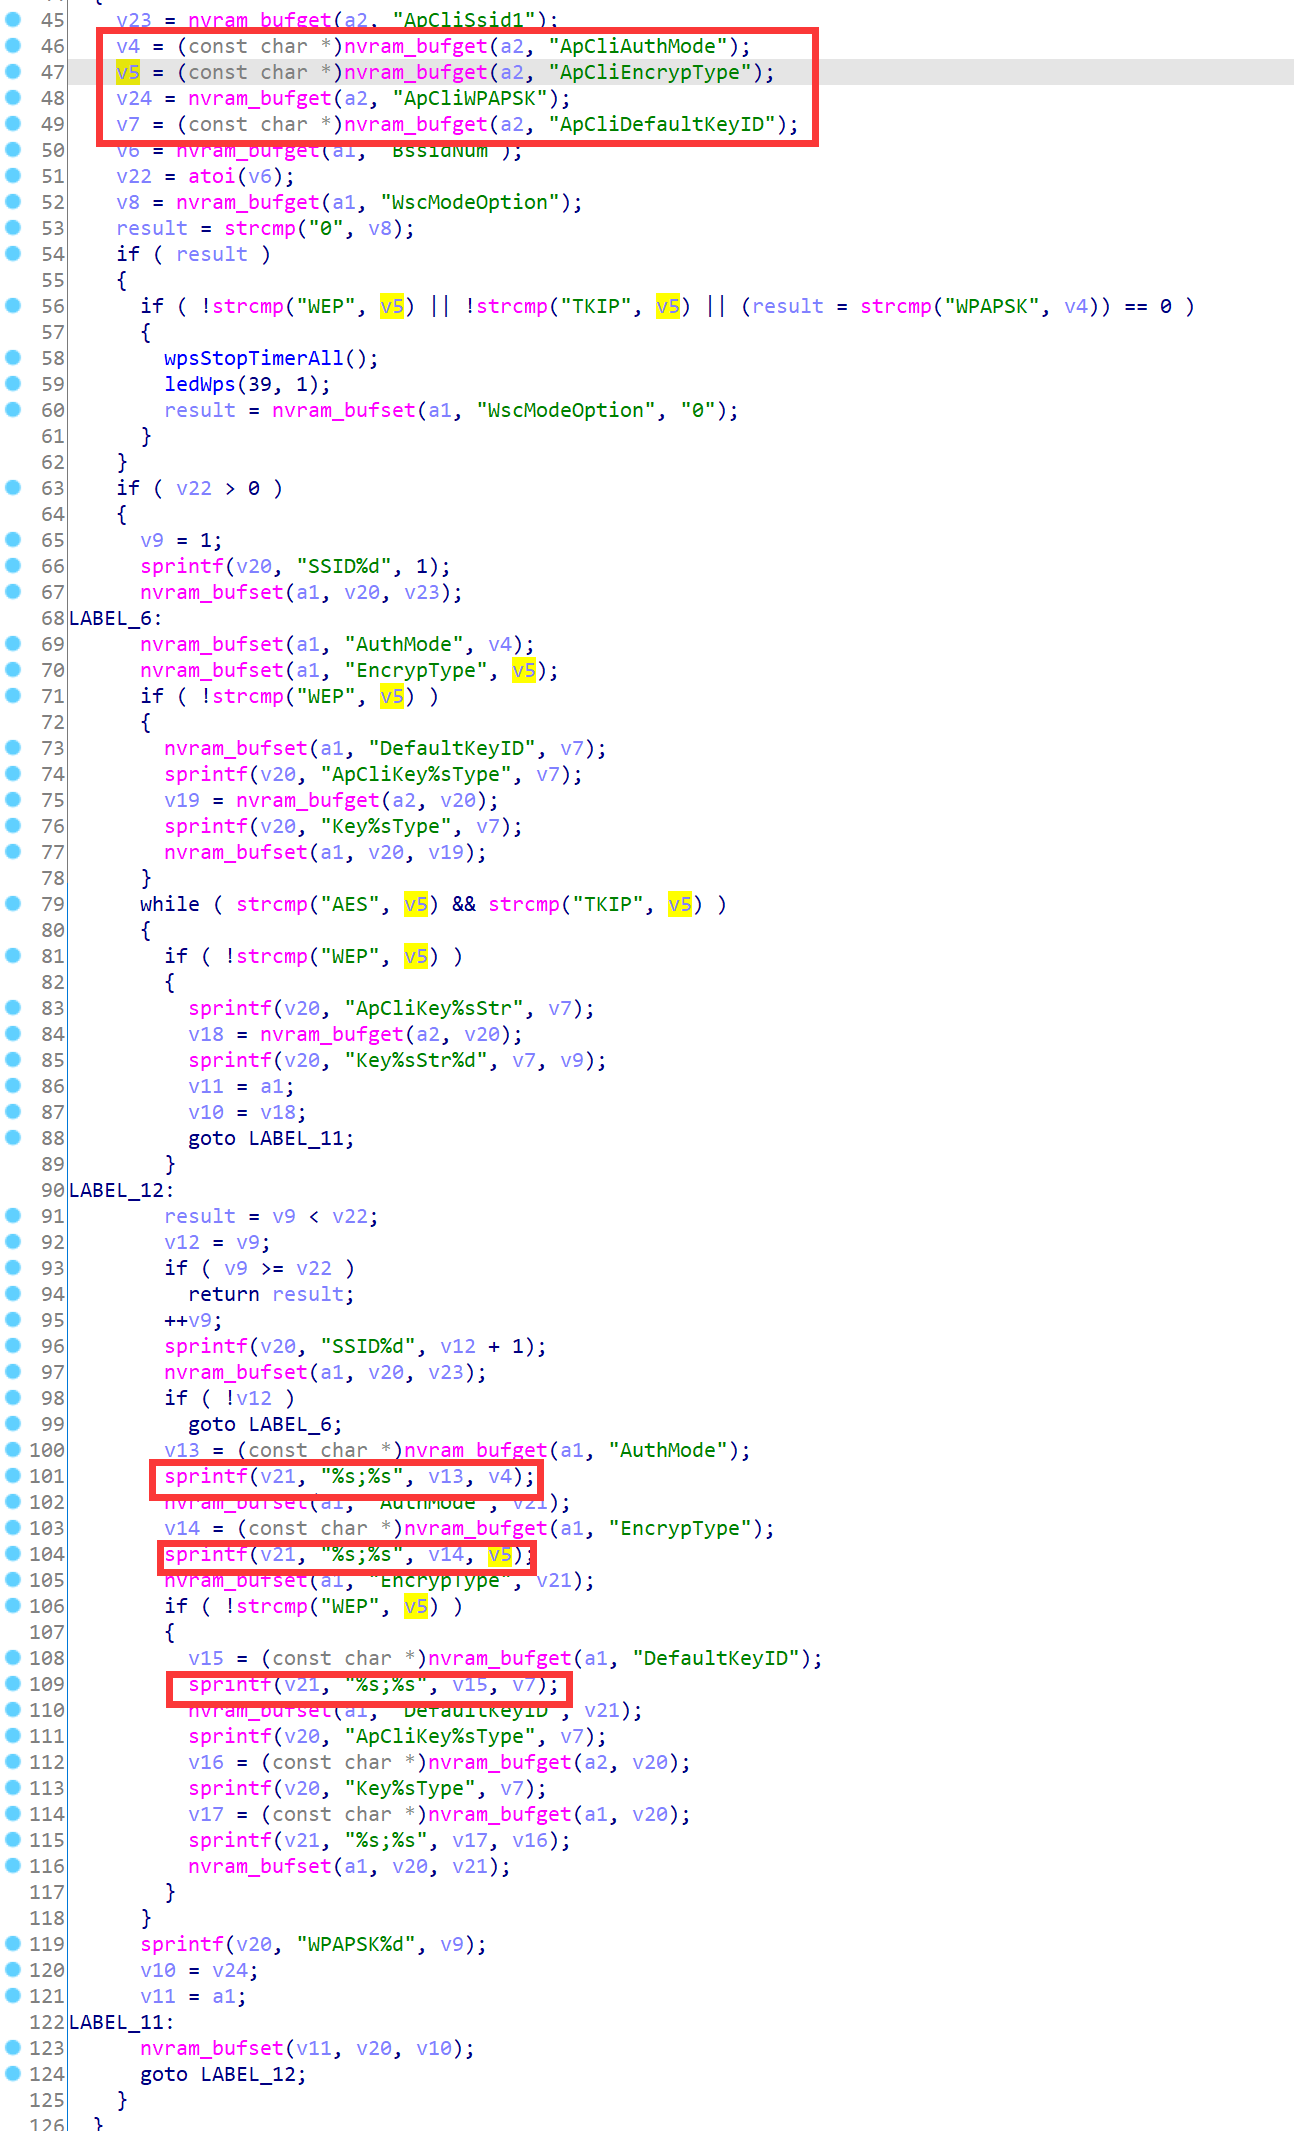 45 v23 = nvram_bufget(a2, "ApCliSsid1");
46 v4 = (const char *)nvram_bufget(a2, "ApCliAuthMode");
47 v5 = (const char *)nvram_bufget(a2, "ApCliEncrypType");
48 v24 = nvram_bufget(a2, "ApCliWPAPSK");
49 v7 = (const char *)nvram_bufget(a2, "ApCliDefaultKeyID");
50 v6 = nvram_bufget(a1, "BssidNum");
51 v22 = atoi(v6);
52 v8 = nvram_bufget(a1, "WscModeOption");
53 result = strcmp("0", v8);
54 if ( result )
55 {
56 if ( !strcmp("WEP", v5) || !strcmp("TKIP", v5) || (result = strcmp("WPAPSK", v4)) == 0 )
57 {
58 wpsStopTimerAll();
59 ledWps(39, 1);
60 result = nvram_bufset(a1, "WscModeOption", "0");
61 }
62 }
63 if ( v22 > 0 )
64 {
65 v9 = 1;
66 sprintf(v20, "SSID%d", 1);
67 nvram_bufset(a1, v20, v23);
68 LABEL_6:
69 nvram_bufset(a1, "AuthMode", v4);
70 nvram_bufset(a1, "EncrypType", v5);
71 if ( !strcmp("WEP", v5) )
72 {
73 nvram_bufset(a1, "DefaultKeyID", v7);
74 sprintf(v20, "ApCliKey%sType", v7);
75 v19 = nvram_bufget(a2, v20);
76 sprintf(v20, "Key%sType", v7);
77 nvram_bufset(a1, v20, v19);
78 }
79 while ( strcmp("AES", v5) && strcmp("TKIP", v5) )
80 {
81 if ( !strcmp("WEP", v5) )
82 {
83 sprintf(v20, "ApCliKey%sStr", v7);
84 v18 = nvram_bufget(a2, v20);
85 sprintf(v20, "Key%sStr%d", v7, v9);
86 v11 = a1;
87 v10 = v18;
88 goto LABEL_11;
89 }
90 LABEL_12:
91 result = v9 < v22;
92 v12 = v9;
93 if ( v9 >= v22 )
94 return result;
95 ++v9;
96 sprintf(v20, "SSID%d", v12 + 1);
97 nvram_bufset(a1, v20, v23);
98 if ( !v12 )
99 goto LABEL_6;
100 v13 = (const char *)nvram_bufget(a1, "AuthMode");
101 sprintf(v21, "%s;%s", v13, v4);
102 nvram_bufset(a1, "AuthMode", v21);
103 v14 = (const char *)nvram_bufget(a1, "EncrypType");
104 sprintf(v21, "%s;%s", v14, v5);
105 nvram_bufset(a1, "EncrypType", v21);
106 if ( !strcmp("WEP", v5) )
107 {
108 v15 = (const char *)nvram_bufget(a1, "DefaultKeyID");
109 sprintf(v21, "%s;%s", v15, v7);
110 nvram_bufset(a1, "DefaultKeyID", v21);
111 sprintf(v20, "ApCliKey%sType", v7);
112 v16 = (const char *)nvram_bufget(a2, v20);
113 sprintf(v20, "Key%sType", v7);
114 v17 = (const char *)nvram_bufget(a1, v20);
115 sprintf(v21, "%s;%s", v17, v16);
116 nvram_bufset(a1, v20, v21);
117 }
118 }
119 sprintf(v20, "WPAPSK%d", v9);
120 v10 = v24;
121 v11 = a1;
122 LABEL_11:
123 nvram_bufset(v11, v20, v10);
124 goto LABEL_12;
125 }
126 }